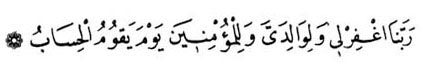 رَبَّنَا اغْفِرْ لٖى وَلِوَالِدَىَّ وَلِلْمُؤْمِنٖينَ يَوْمَ يَقُومُ الْحِسَابُ ۞